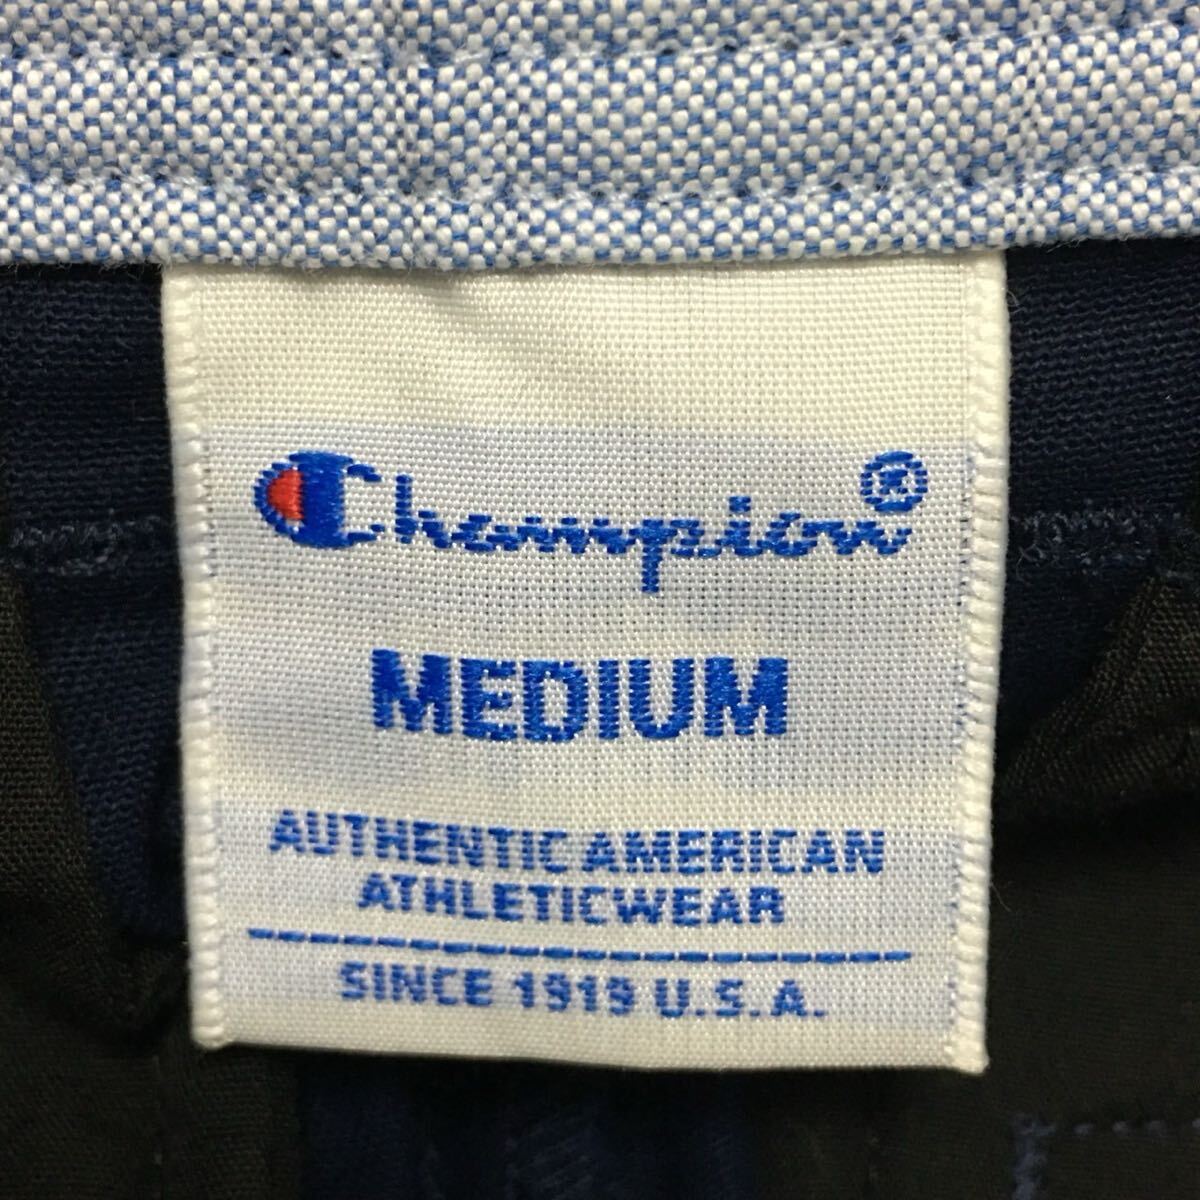 Champion®
MEDIUM
AUTHENTIC AMERICAN
ATHLETICWEAR
SINCE 1919 U.S.A.